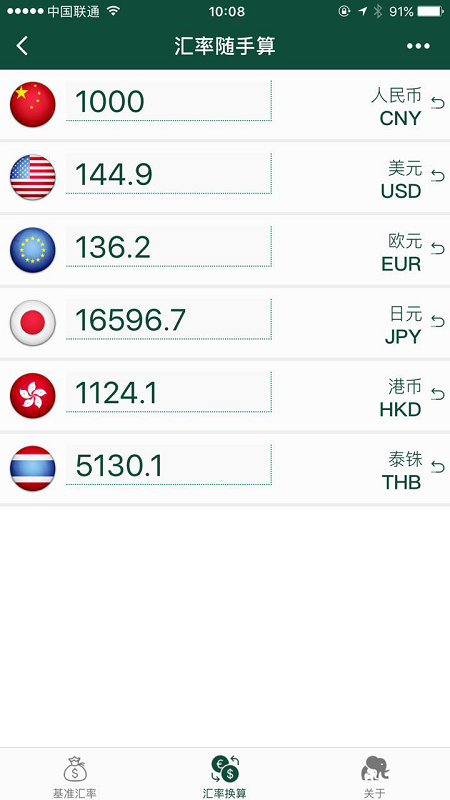 中国联通 10:08 91%
汇率随手算
1000 人民币
CNY
144.9 美元
USD
136.2 欧元
EUR
16596.7 日元
JPY
1124.1 港币
HKD
5130.1 泰铢
THB
基准汇率 汇率换算 关于